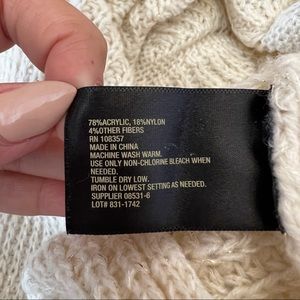 78%ACRYLIC, 18%NYLON
4%OTHER FIBERS
RN 108357
MADE IN CHINA
MACHINE WASH WARM.
USE ONLY NON-CHLORINE BLEACH WHEN
NEEDED.
TUMBLE DRY LOW.
IRON ON LOWEST SETTING AS NEEDED.
SUPPLIER 08531-6
LOT# 831-1742